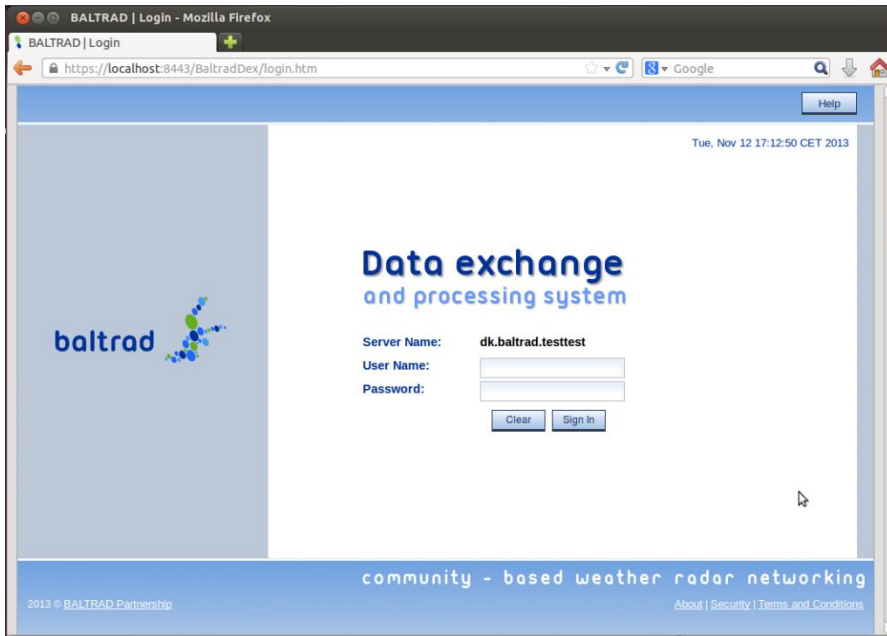 BALTRAD | Login - Mozilla Firefox
BALTRAD | Login
https://localhost:8443/BaltradDex/login.htm
Google
Help
Tue, Nov 12 17:12:50 CET 2013
Data exchange
and processing system
baltrad
Server Name: dk.baltrad.testtest
User Name:
Password:
Clear Sign In
community - based weather radar networking
2013 © BALTRAD Partnership
About | Security | Terms and Conditions